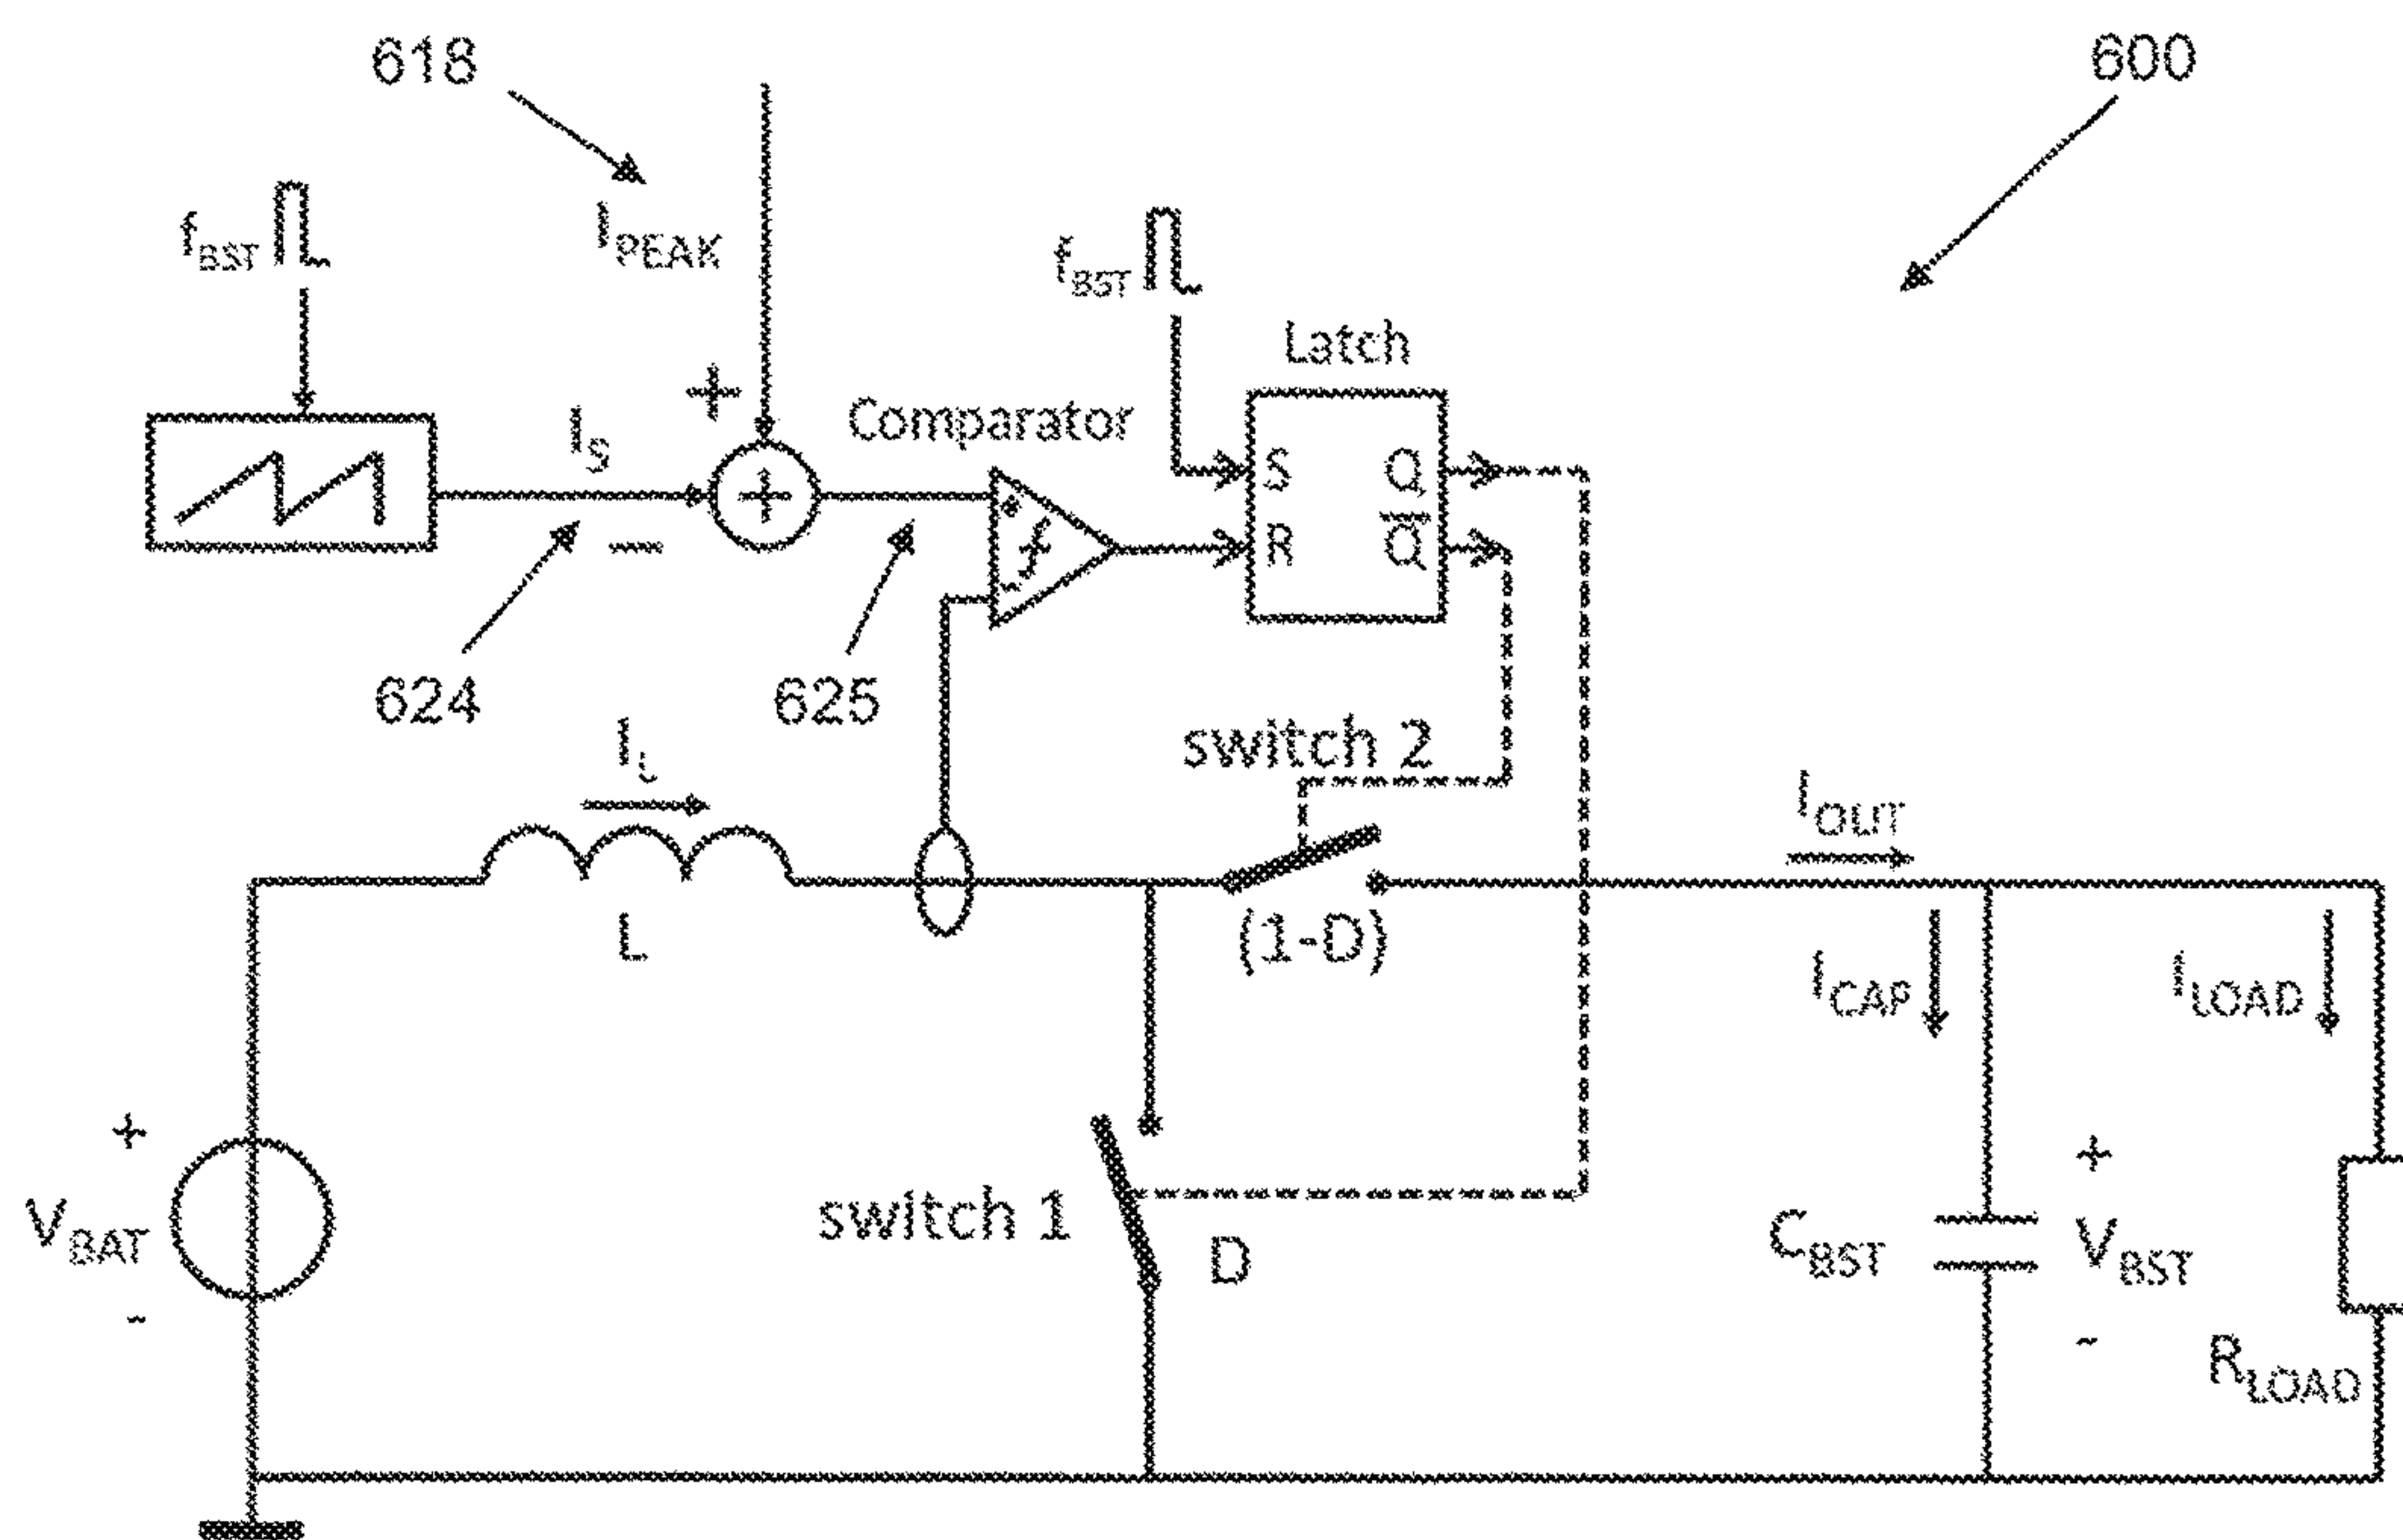 618
600
f_BST
I_PEAK
f_BST
Latch
+
I_S
Comparator
S Q
R Q̅
−
624
625
I_L
switch 2
I_OUT
L
(1-D)
I_CAP
I_LOAD
+
V_BAT
-
switch 1
D
C_BST
+
V_BST
-
R_LOAD